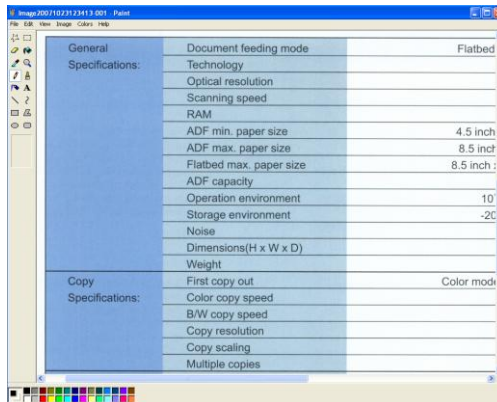 Image20071023123413-001 - Paint
File Edit View Image Colors Help
General Document feeding mode Flatbed
Specifications: Technology
Optical resolution
Scanning speed
RAM
ADF min. paper size 4.5 inch
ADF max. paper size 8.5 inch
Flatbed max. paper size 8.5 inch
ADF capacity
Operation environment 10
Storage environment -20
Noise
Dimensions(H x W x D)
Weight
Copy First copy out Color mode
Specifications: Color copy speed
B/W copy speed
Copy resolution
Copy scaling
Multiple copies